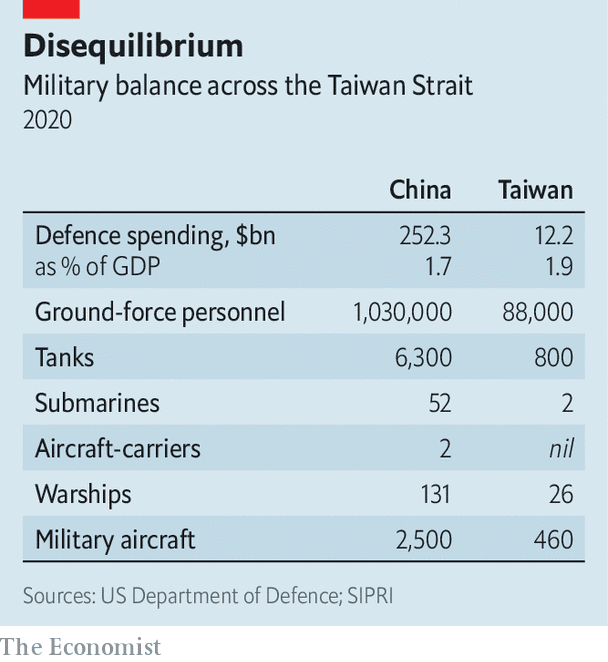 Disequilibrium
Military balance across the Taiwan Strait
2020
China Taiwan
Defence spending, $bn 252.3 12.2
as % of GDP 1.7 1.9
Ground-force personnel 1,030,000 88,000
Tanks 6,300 800
Submarines 52 2
Aircraft-carriers 2 nil
Warships 131 26
Military aircraft 2,500 460
Sources: US Department of Defence; SIPRI
The Economist